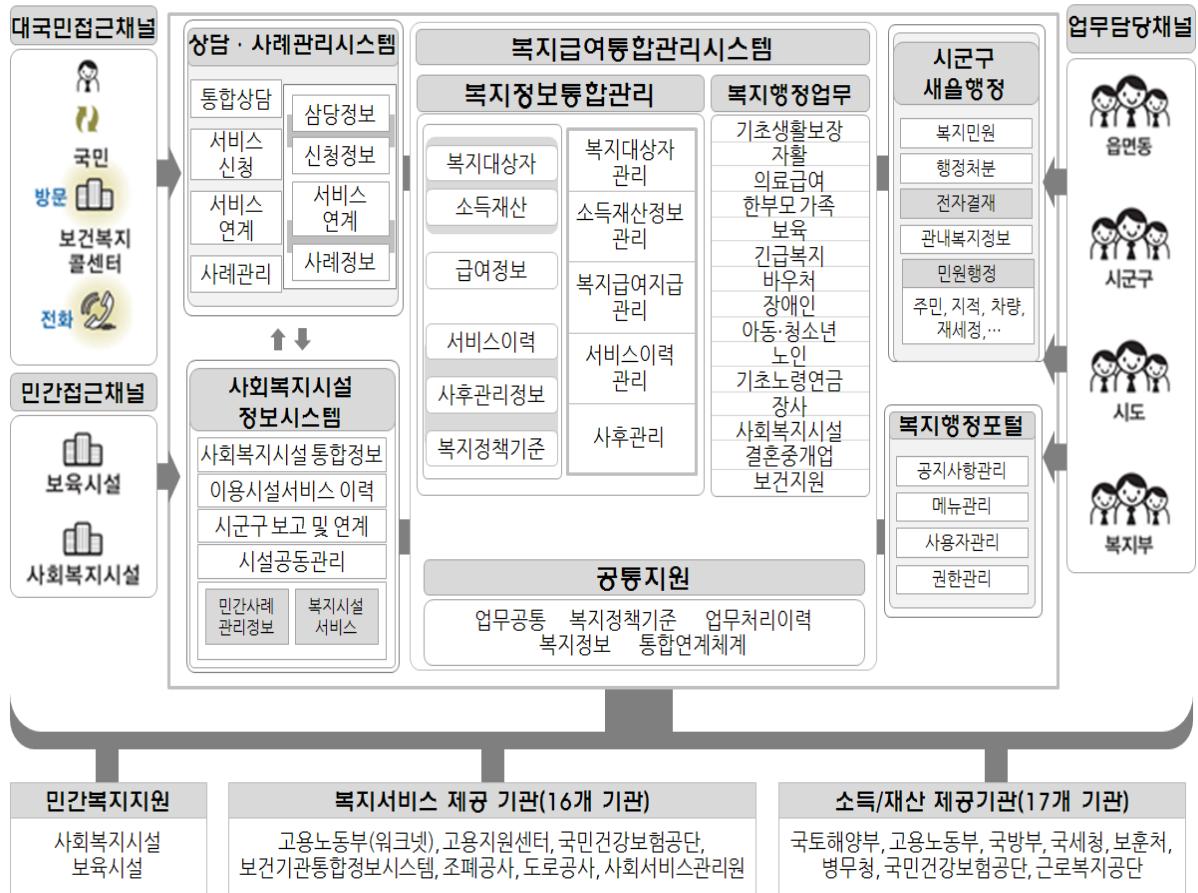 대국민접근채널
국민
방문
보건복지
콜센터
전화
민간접근채널
보육시설
사회복지시설
상담·사례관리시스템
통합상담
서비스
신청
서비스
연계
사례관리
삼당정보
신청정보
서비스
연계
사례정보
사회복지시설
정보시스템
사회복지시설 통합정보
이용시설서비스 이력
시군구 보고 및 연계
시설공동관리
민간사례
관리정보
복지시설
서비스
복지급여통합관리시스템
복지정보통합관리
복지대상자
소득재산
급여정보
서비스이력
사후관리정보
복지정책기준
복지대상자
관리
소득재산정보
관리
복지급여지급
관리
서비스이력
관리
사후관리
복지행정업무
기초생활보장
자활
의료급여
한부모 가족
보육
긴급복지
바우처
장애인
아동·청소년
노인
기초노령연금
장사
사회복지시설
결혼중개업
보건지원
공통지원
업무공통 복지정책기준 업무처리이력
복지정보 통합연계체계
시군구
새올행정
복지민원
행정처분
전자결재
관내복지정보
민원행정
주민, 지적, 차량,
재세정,…
복지행정포털
공지사항관리
메뉴관리
사용자관리
권한관리
업무담당채널
읍면동
시군구
시도
복지부
민간복지지원
사회복지시설
보육시설
복지서비스 제공 기관(16개 기관)
고용노동부(워크넷), 고용지원센터, 국민건강보험공단,
보건기관통합정보시스템, 조폐공사, 도로공사, 사회서비스관리원
소득/재산 제공기관(17개 기관)
국토해양부, 고용노동부, 국방부, 국세청, 보훈처,
병무청, 국민건강보험공단, 근로복지공단